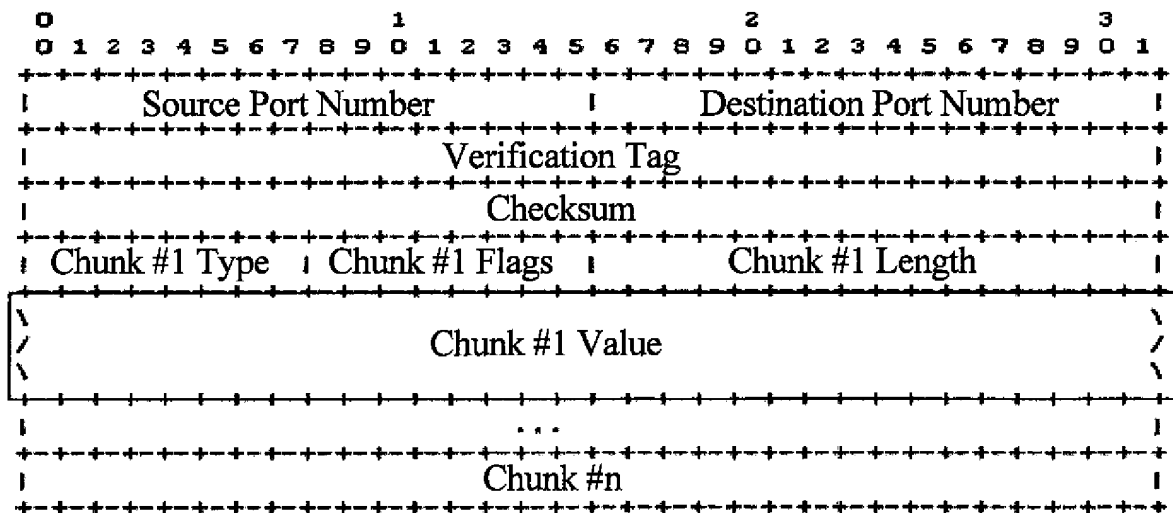 0 1 2 3
0 1 2 3 4 5 6 7 8 9 0 1 2 3 4 5 6 7 8 9 0 1 2 3 4 5 6 7 8 9 0 1
Source Port Number Destination Port Number
Verification Tag
Checksum
Chunk #1 Type Chunk #1 Flags Chunk #1 Length
Chunk #1 Value
...
Chunk #n